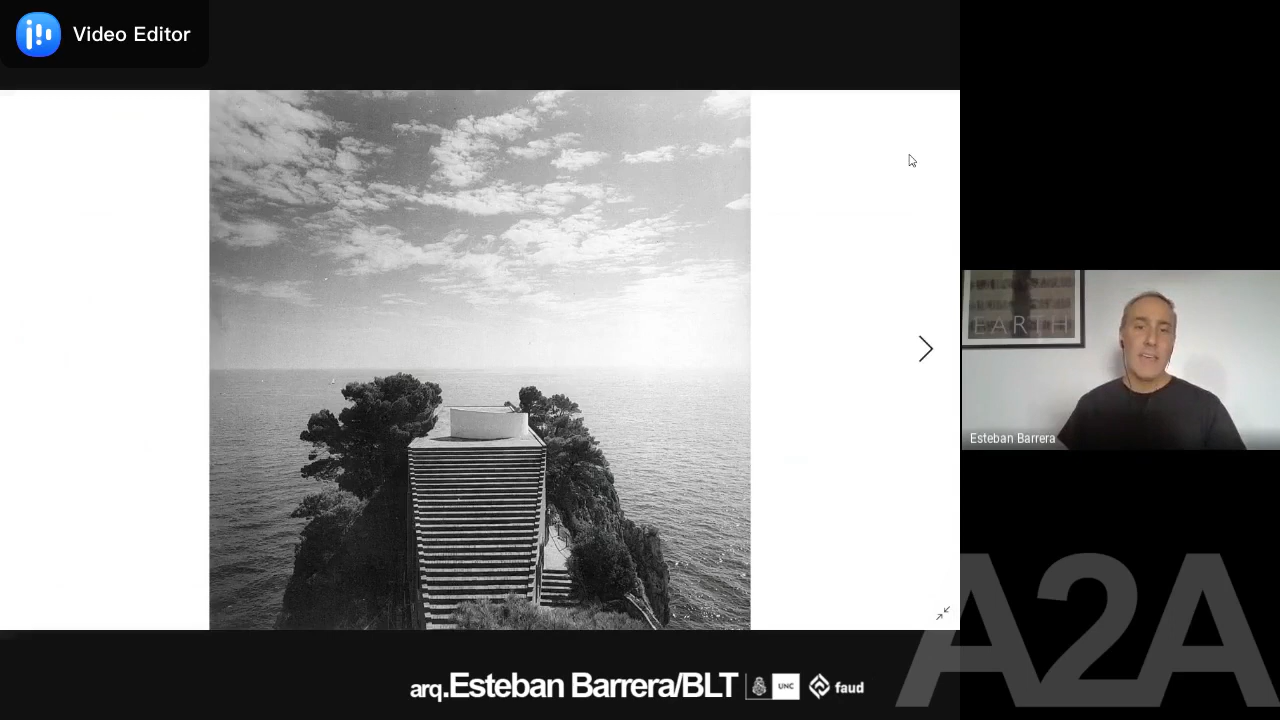 Video Editor
EARTH
Esteban Barrera
A2A
arq.Esteban Barrera/BLT
UNC
faud